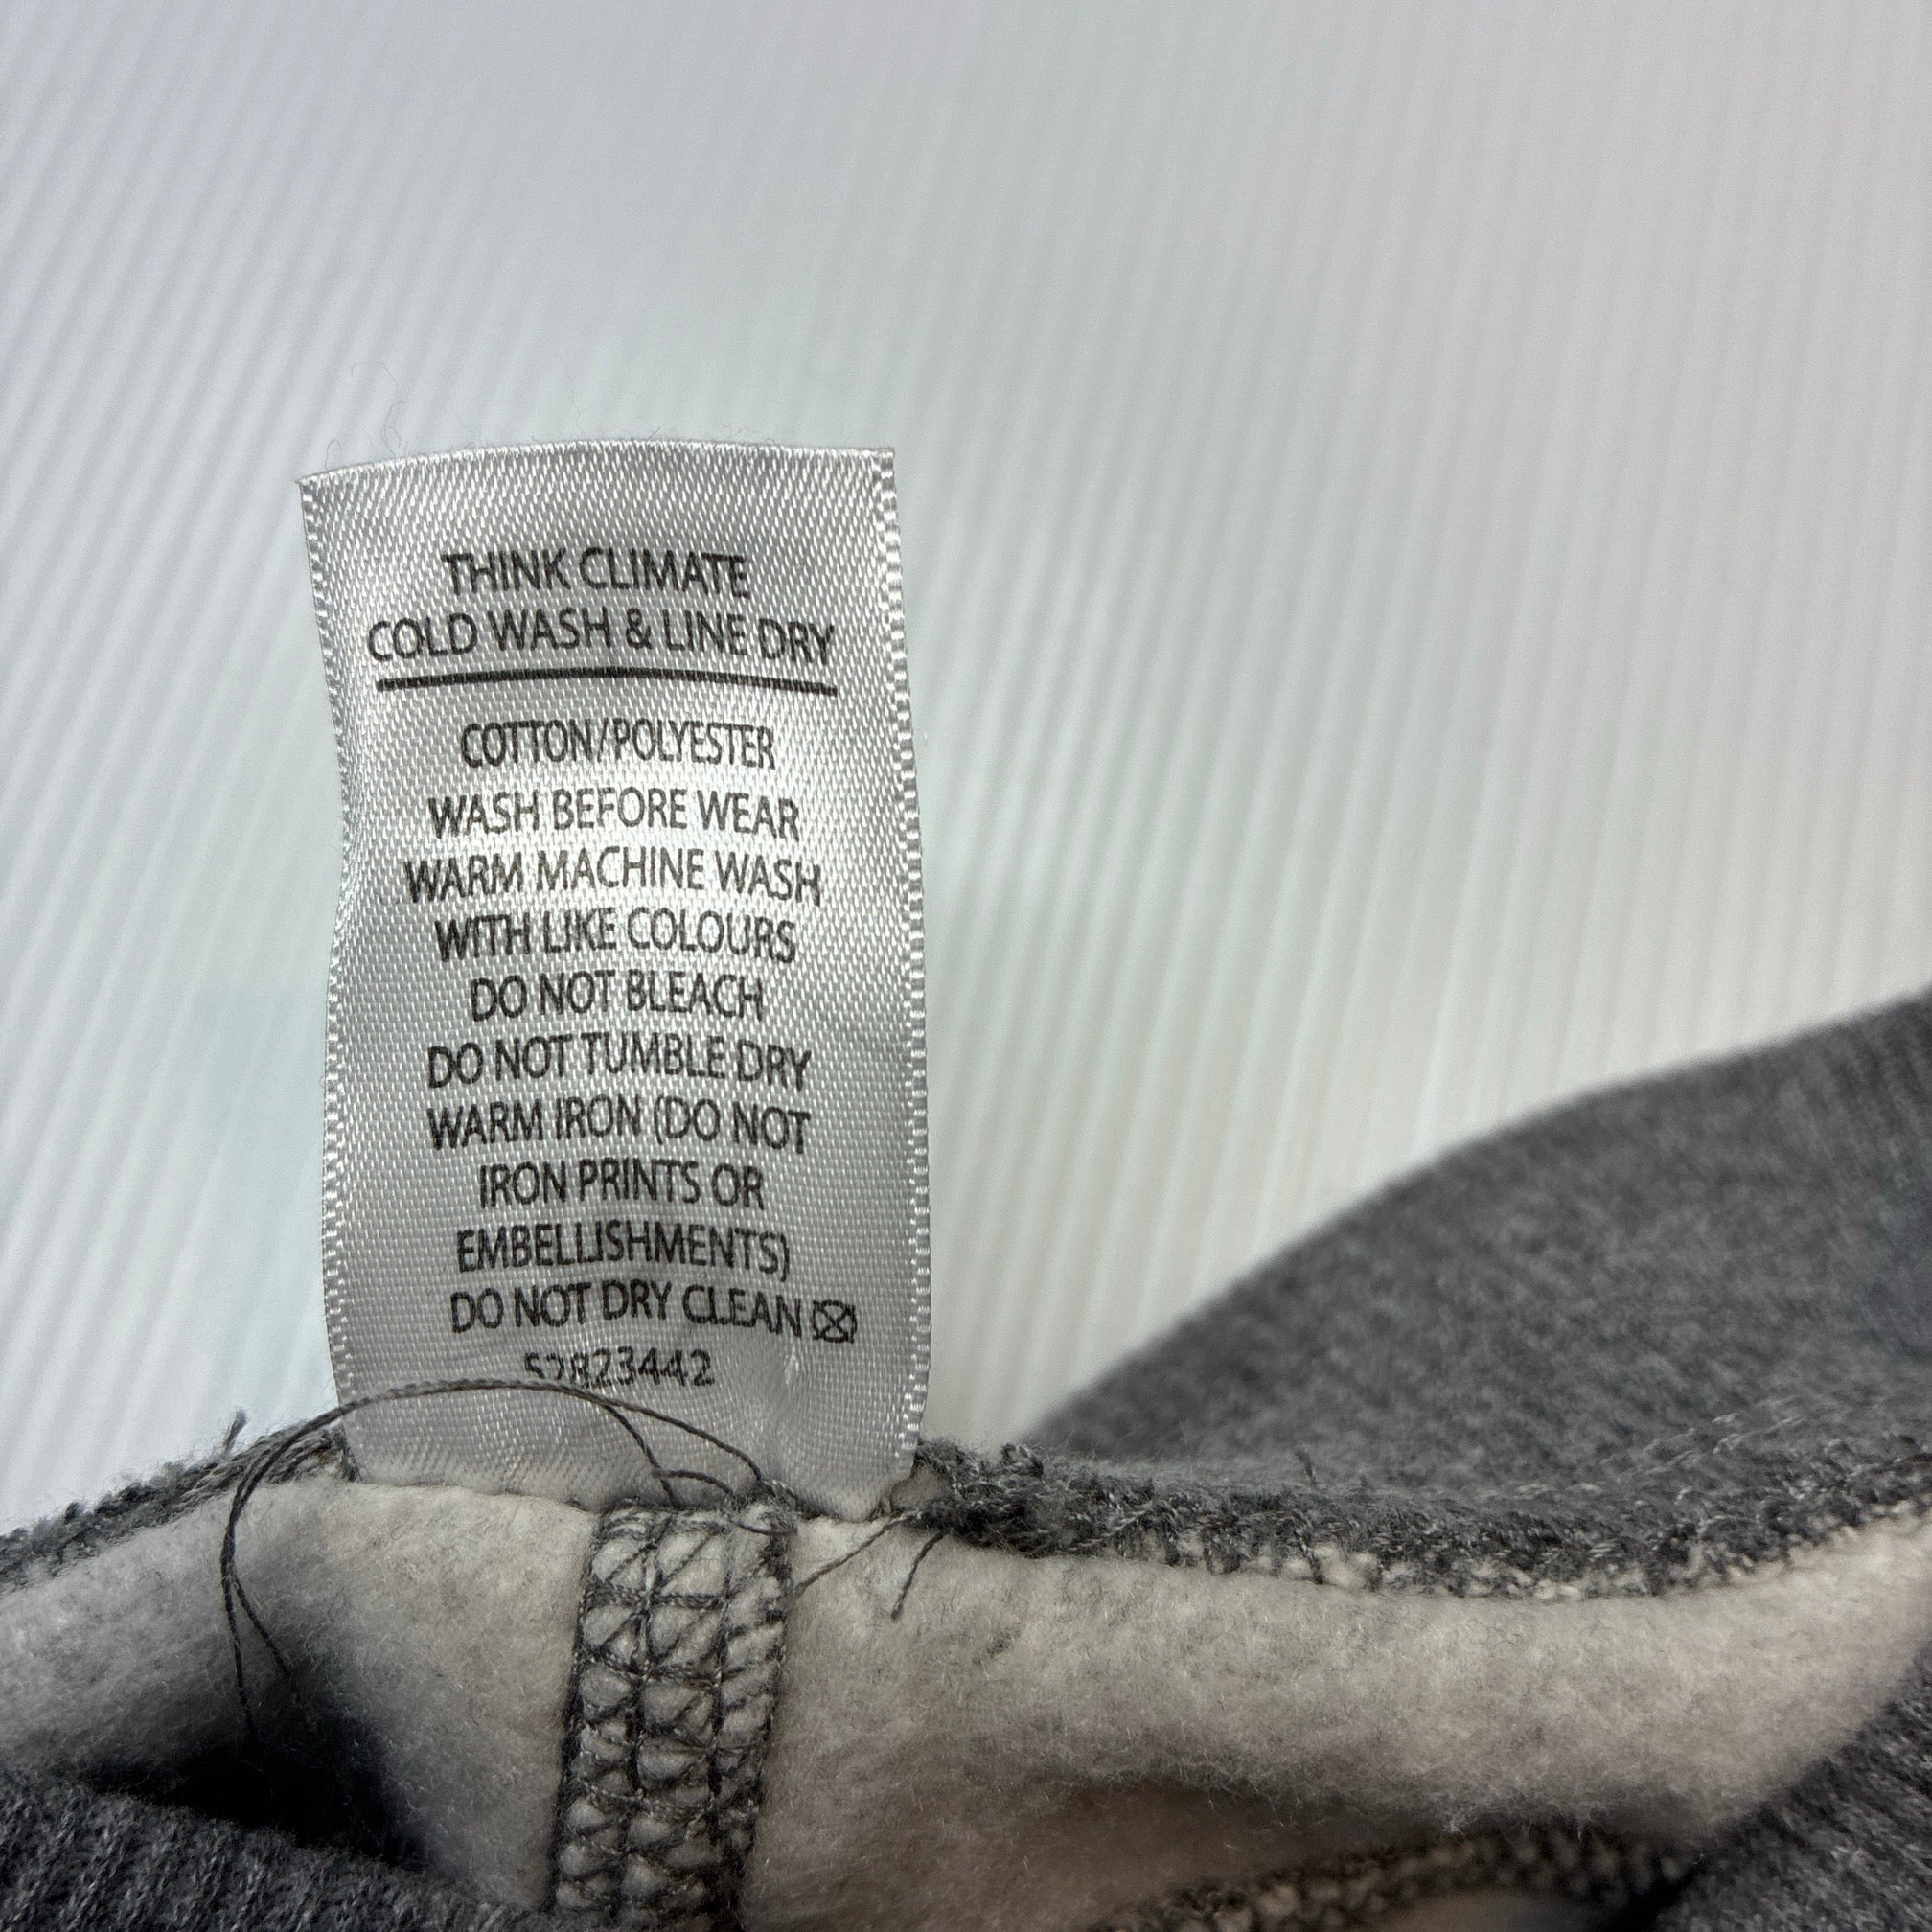 THINK CLIMATE
COLD WASH & LINE DRY
COTTON/POLYESTER
WASH BEFORE WEAR
WARM MACHINE WASH
WITH LIKE COLOURS
DO NOT BLEACH
DO NOT TUMBLE DRY
WARM IRON (DO NOT
IRON PRINTS OR
EMBELLISHMENTS)
DO NOT DRY CLEAN
52823442